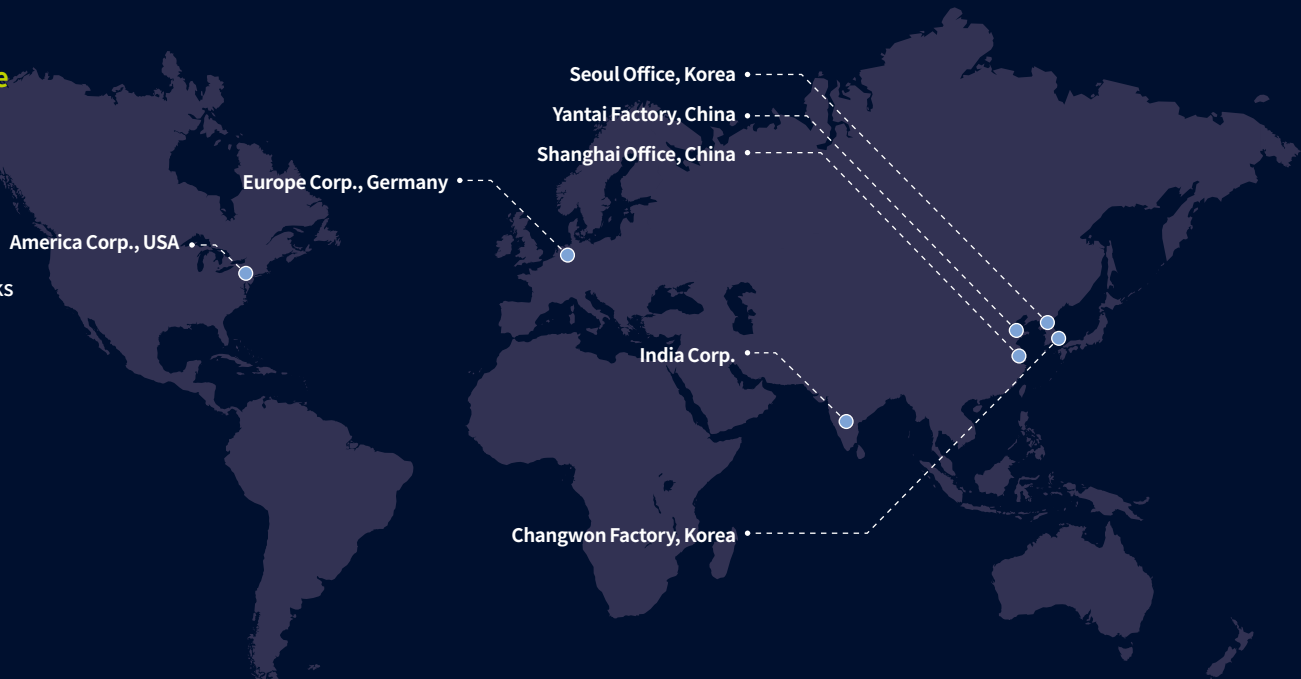 e
Seoul Office, Korea
Yantai Factory, China
Shanghai Office, China
Europe Corp., Germany
America Corp., USA
ks
India Corp.
Changwon Factory, Korea